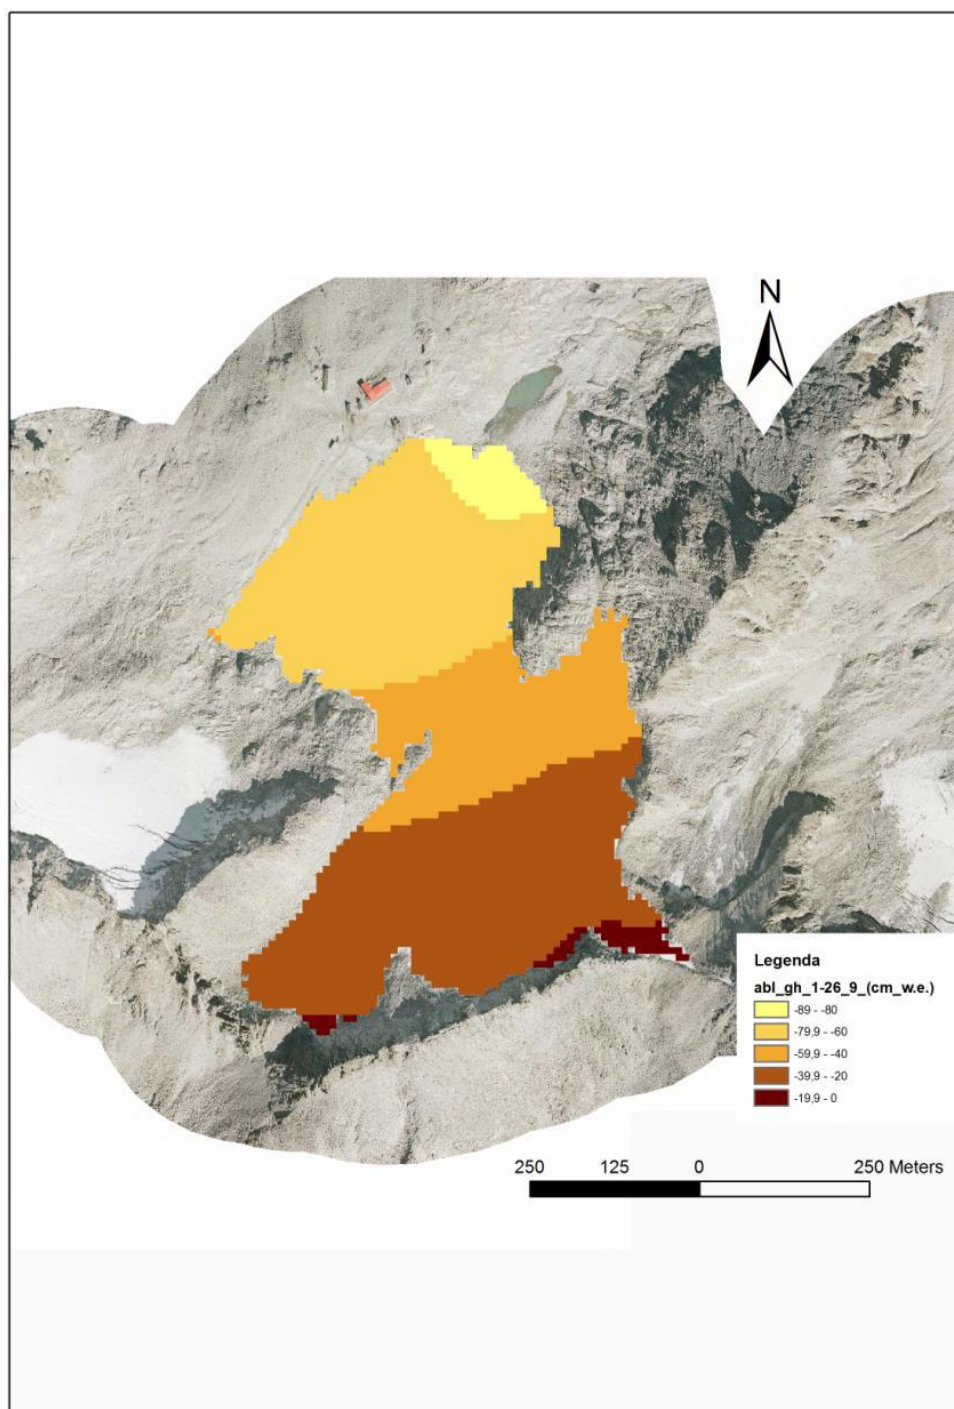 N
Legenda
abl_gh_1-26_9_(cm_w.e.)
-89 - -80
-79,9 - -60
-59,9 - -40
-39,9 - -20
-19,9 - 0
250 125 0 250 Meters